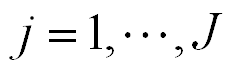 j = 1, ⋯, J